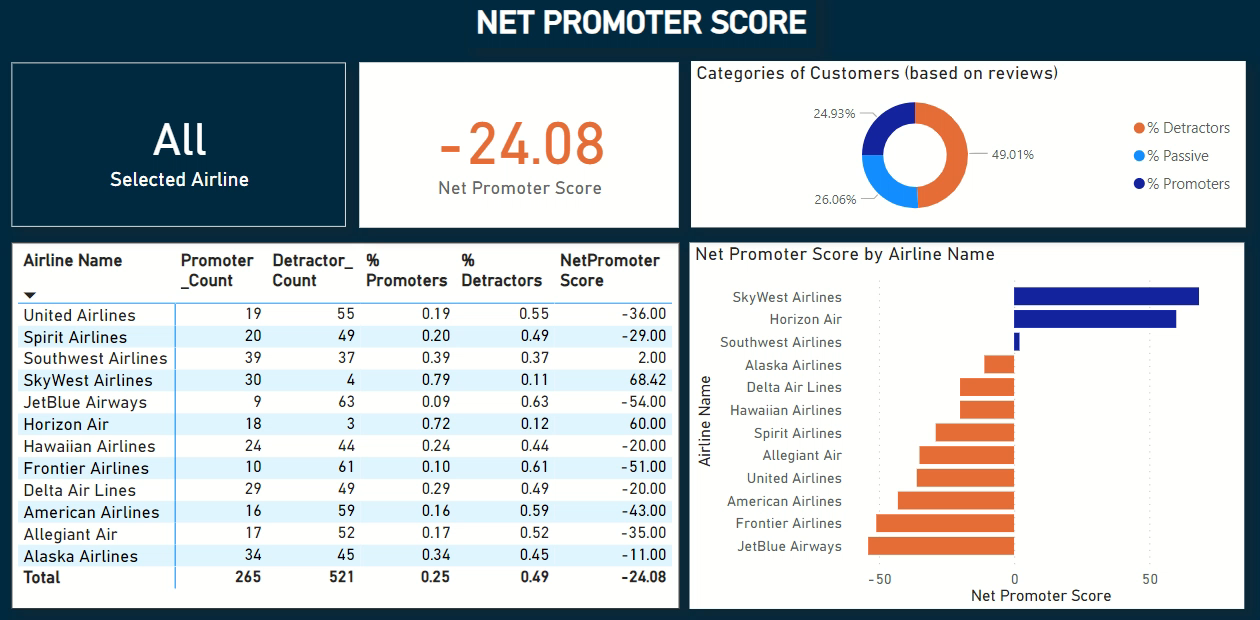 NET PROMOTER SCORE
All
Selected Airline
-24.08
Net Promoter Score
Categories of Customers (based on reviews)
24.93%
49.01%
26.06%
% Detractors
% Passive
% Promoters
Airline Name Promoter _Count Detractor_ Count % Promoters % Detractors NetPromoter Score
United Airlines 19 55 0.19 0.55 -36.00
Spirit Airlines 20 49 0.20 0.49 -29.00
Southwest Airlines 39 37 0.39 0.37 2.00
SkyWest Airlines 30 4 0.79 0.11 68.42
JetBlue Airways 9 63 0.09 0.63 -54.00
Horizon Air 18 3 0.72 0.12 60.00
Hawaiian Airlines 24 44 0.24 0.44 -20.00
Frontier Airlines 10 61 0.10 0.61 -51.00
Delta Air Lines 29 49 0.29 0.49 -20.00
American Airlines 16 59 0.16 0.59 -43.00
Allegiant Air 17 52 0.17 0.52 -35.00
Alaska Airlines 34 45 0.34 0.45 -11.00
Total 265 521 0.25 0.49 -24.08
Net Promoter Score by Airline Name
Airline Name
SkyWest Airlines
Horizon Air
Southwest Airlines
Alaska Airlines
Delta Air Lines
Hawaiian Airlines
Spirit Airlines
Allegiant Air
United Airlines
American Airlines
Frontier Airlines
JetBlue Airways
-50 0 50
Net Promoter Score